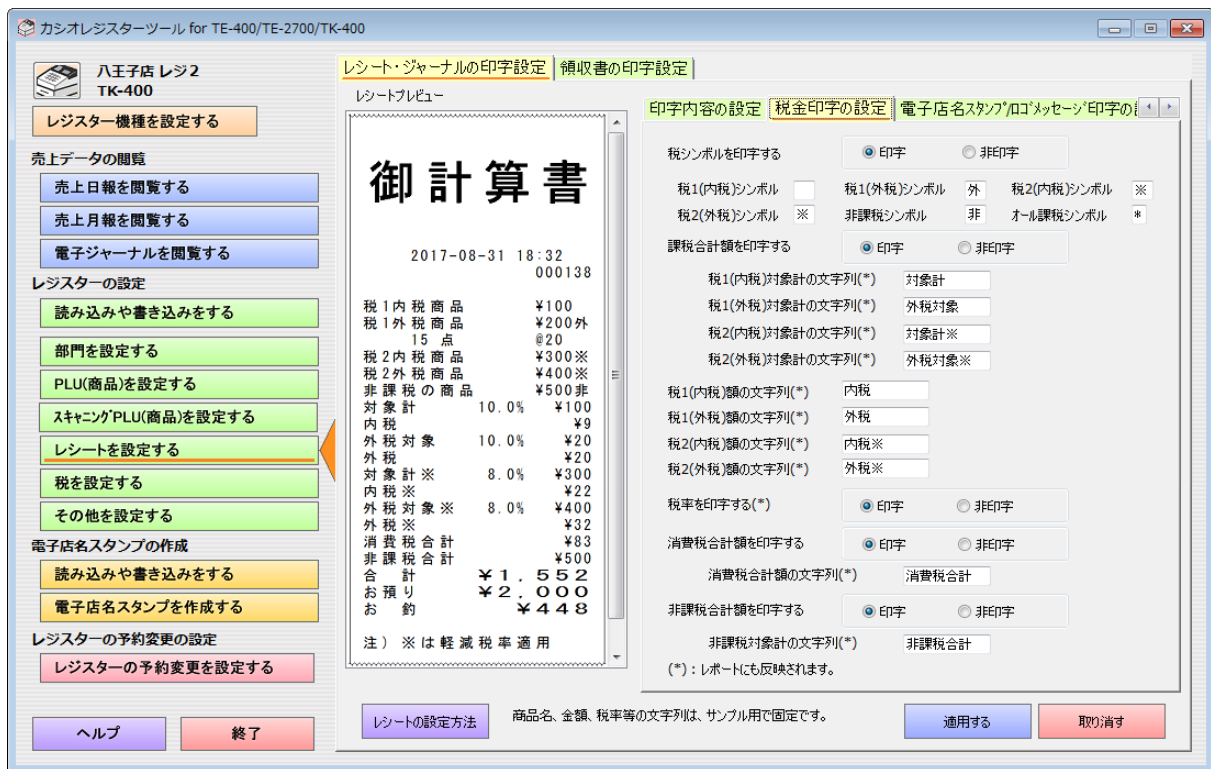 カシオレジスターツール for TE-400/TE-2700/TK-400
八王子店 レジ2
TK-400
レジスター機種を設定する
売上データの閲覧
売上日報を閲覧する
売上月報を閲覧する
電子ジャーナルを閲覧する
レジスターの設定
読み込みや書き込みをする
部門を設定する
PLU(商品)を設定する
スキャニングPLU(商品)を設定する
レシートを設定する
税を設定する
その他を設定する
電子店名スタンプの作成
読み込みや書き込みをする
電子店名スタンプを作成する
レジスターの予約変更の設定
レジスターの予約変更を設定する
ヘルプ 終了
レシート・ジャーナルの印字設定 領収書の印字設定
レシートプレビュー
御計算書
2017-08-31 18:32
000138
税1内税商品 ¥100
税1外税商品 ¥200外
15 点 @20
税2内税商品 ¥300※
税2外税商品 ¥400※
非課税の商品 ¥500非
対象計 10.0% ¥100
内税 ¥9
外税対象 10.0% ¥20
外税 ¥20
対象計※ 8.0% ¥300
内税※ ¥22
外税対象※ 8.0% ¥400
外税※ ¥32
消費税合計 ¥83
非課税合計 ¥500
合 計 ¥1,552
お預り ¥2,000
お 釣 ¥448
注) ※は軽減税率適用
印字内容の設定 税金印字の設定 電子店名スタンプ/ロゴメッセージ印字の
税シンボルを印字する 印字 非印字
税1(内税)シンボル 税1(外税)シンボル 外 税2(内税)シンボル ※
税2(外税)シンボル ※ 非課税シンボル 非 オール課税シンボル *
課税合計額を印字する 印字 非印字
税1(内税)対象計の文字列(*) 対象計
税1(外税)対象計の文字列(*) 外税対象
税2(内税)対象計の文字列(*) 対象計※
税2(外税)対象計の文字列(*) 外税対象※
税1(内税)額の文字列(*) 内税
税1(外税)額の文字列(*) 外税
税2(内税)額の文字列(*) 内税※
税2(外税)額の文字列(*) 外税※
税率を印字する(*) 印字 非印字
消費税合計額を印字する 印字 非印字
消費税合計額の文字列(*) 消費税合計
非課税合計額を印字する 印字 非印字
非課税対象計の文字列(*) 非課税合計
(*):レポートにも反映されます。
レシートの設定方法 商品名、金額、税率等の文字列は、サンプル用で固定です。 適用する 取り消す